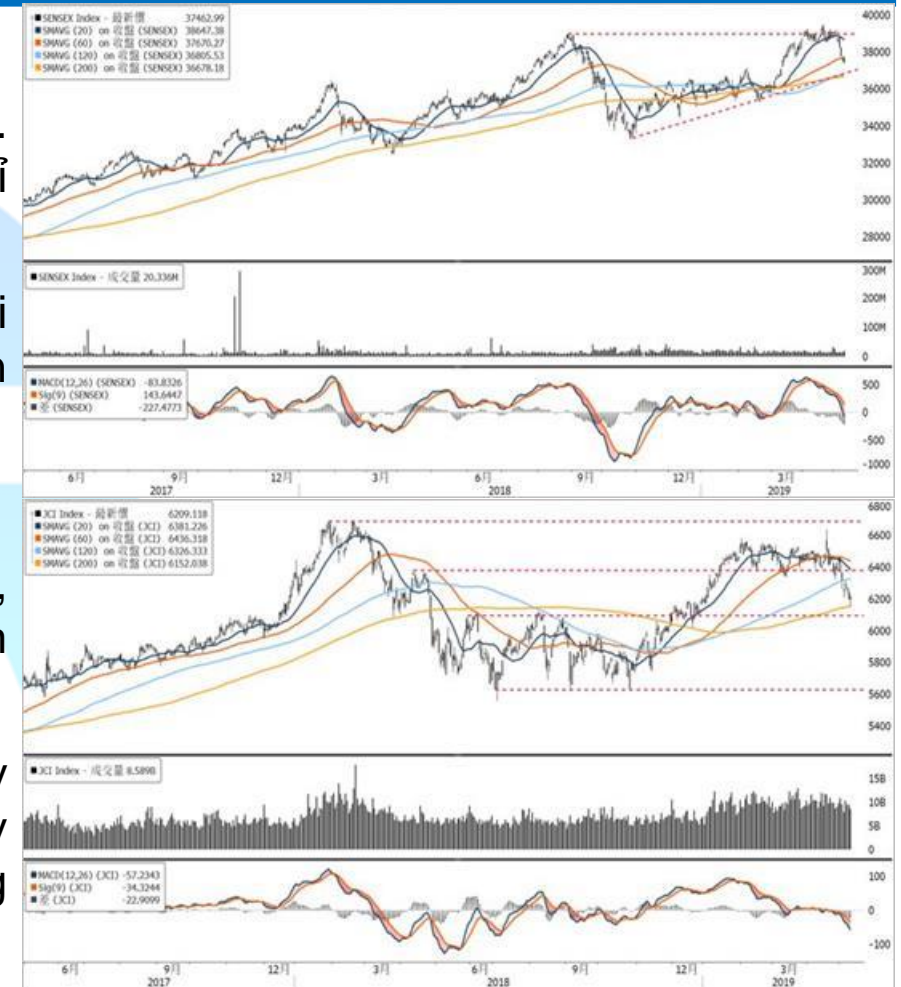 SENSEX Index - 最新價 37462.99
SMAVG (20) on 收盤 (SENSEX) 38647.38
SMAVG (60) on 收盤 (SENSEX) 37670.27
SMAVG (120) on 收盤 (SENSEX) 36805.53
SMAVG (200) on 收盤 (SENSEX) 36678.18
40000
38000
36000
34000
32000
30000
28000
SENSEX Index - 成交量 20.336M
300M
200M
100M
0
MACD(12,26) (SENSEX) -83.8326
Sig(9) (SENSEX) 143.6447
差 (SENSEX) -227.4773
500
0
-500
-1000
6月 9月 12月 3月 6月 9月 12月 3月
2017 2018 2019
JCI Index - 最新價 6209.118
SMAVG (20) on 收盤 (JCI) 6381.226
SMAVG (60) on 收盤 (JCI) 6436.318
SMAVG (120) on 收盤 (JCI) 6326.333
SMAVG (200) on 收盤 (JCI) 6152.038
6800
6600
6400
6200
6000
5800
5600
5400
JCI Index - 成交量 8.589B
15B
10B
5B
0
MACD(12,26) (JCI) -57.2343
Sig(9) (JCI) -34.3244
差 (JCI) -22.9099
100
0
-100
6月 9月 12月 3月 6月 9月 12月 3月
2017 2018 2019